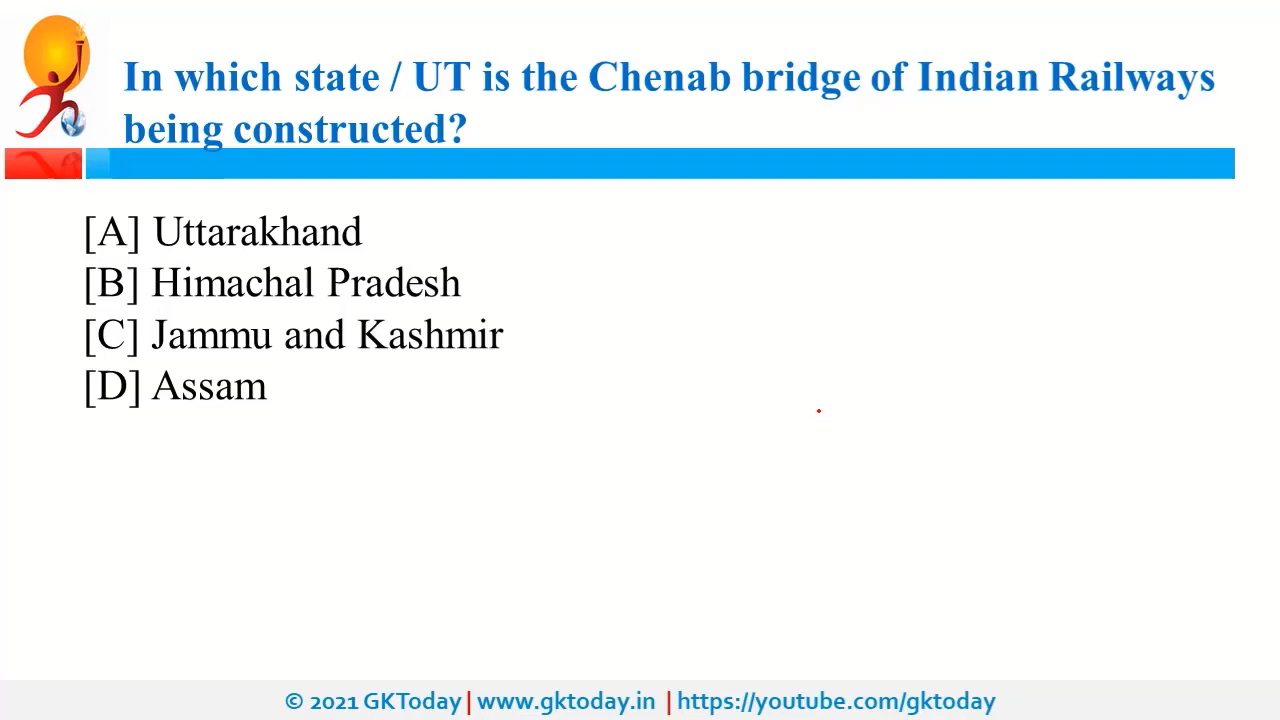 In which state / UT is the Chenab bridge of Indian Railways
being constructed?
[A] Uttarakhand
[B] Himachal Pradesh
[C] Jammu and Kashmir
[D] Assam
© 2021 GKToday | www.gktoday.in | https://youtube.com/gktoday